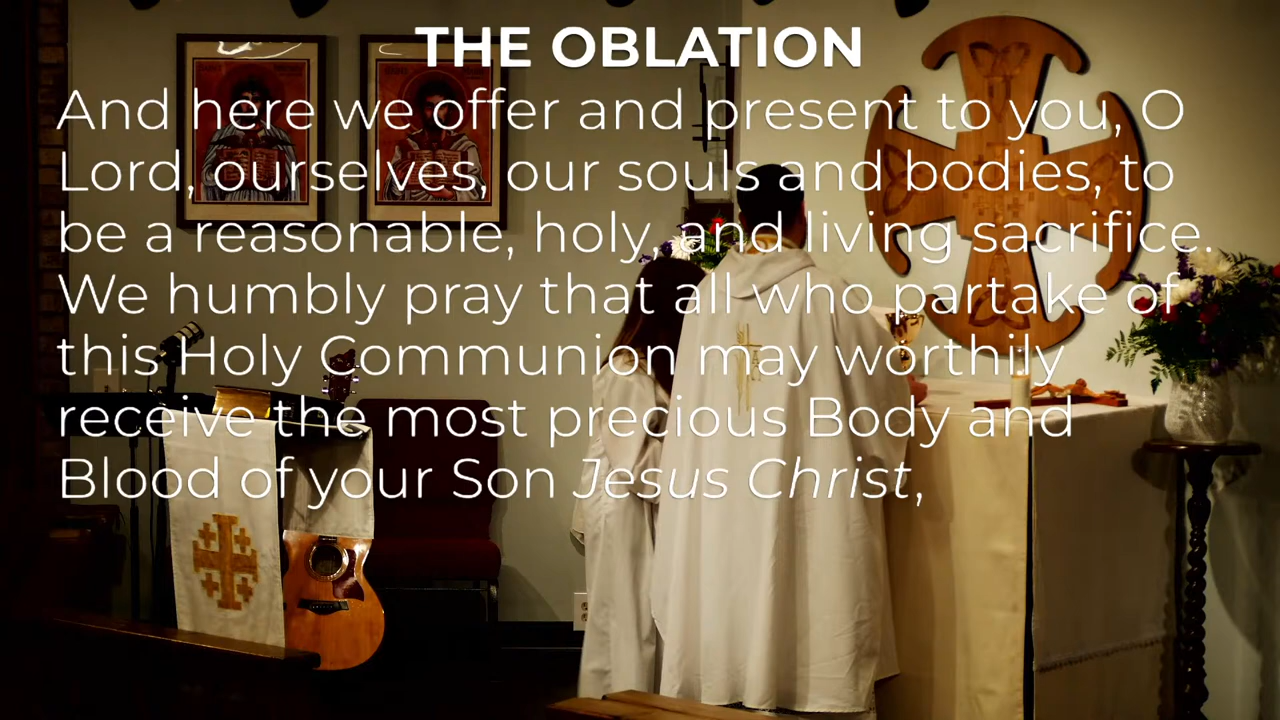 THE OBLATION
And here we offer and present to you, O
Lord, ourselves, our souls and bodies, to
be a reasonable, holy, and living sacrifice.
We humbly pray that all who partake of
this Holy Communion may worthily
receive the most precious Body and
Blood of your Son Jesus Christ,